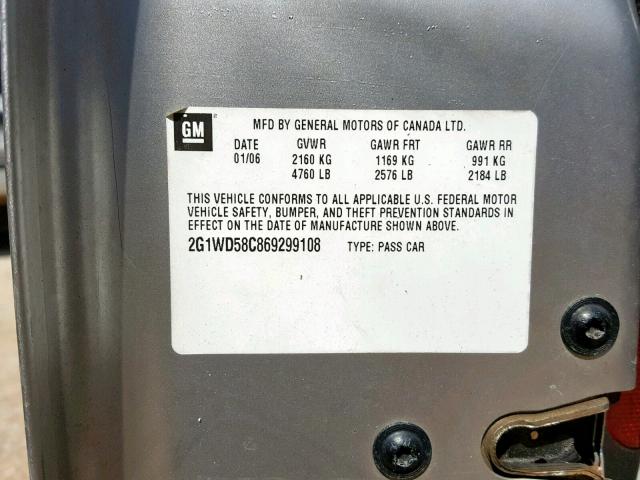 GM
MFD BY GENERAL MOTORS OF CANADA LTD.
DATE GVWR GAWR FRT GAWR RR
01/06 2160 KG 1169 KG 991 KG
4760 LB 2576 LB 2184 LB
THIS VEHICLE CONFORMS TO ALL APPLICABLE U.S. FEDERAL MOTOR
VEHICLE SAFETY, BUMPER, AND THEFT PREVENTION STANDARDS IN
EFFECT ON THE DATE OF MANUFACTURE SHOWN ABOVE.
2G1WD58C869299108 TYPE: PASS CAR